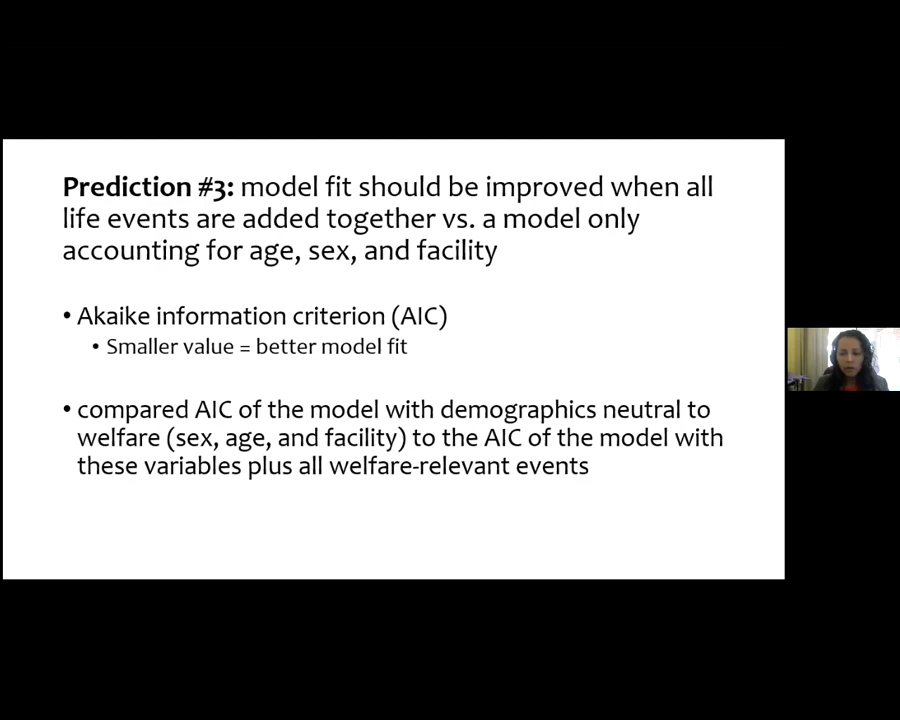 Prediction #3: model fit should be improved when all
life events are added together vs. a model only
accounting for age, sex, and facility
• Akaike information criterion (AIC)
• Smaller value = better model fit
• compared AIC of the model with demographics neutral to
welfare (sex, age, and facility) to the AIC of the model with
these variables plus all welfare-relevant events